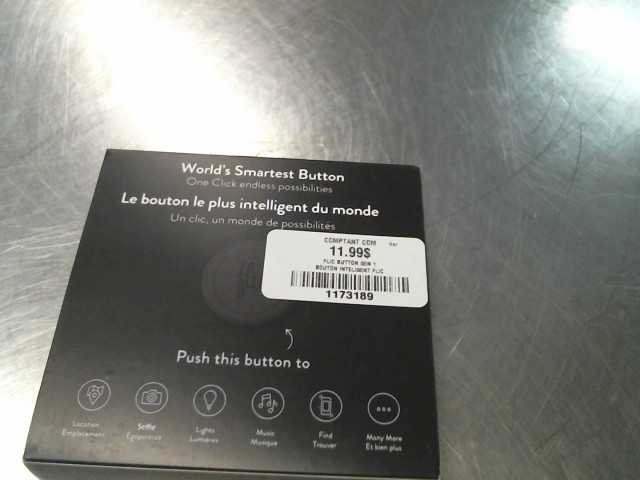 World's Smartest Button
One Click endless possibilities
Le bouton le plus intelligent du monde
Un clic, un monde de possibilités
COMPTANT.COM
11.99$
FLIC BUTTON GEN 1
BOUTON INTELIGENT FLIC
1173189
Push this button to
Location
Emplacement
Selfie
Egoportrait
Lights
Lumières
Music
Musique
Find
Trouver
Many More
Et bien plus